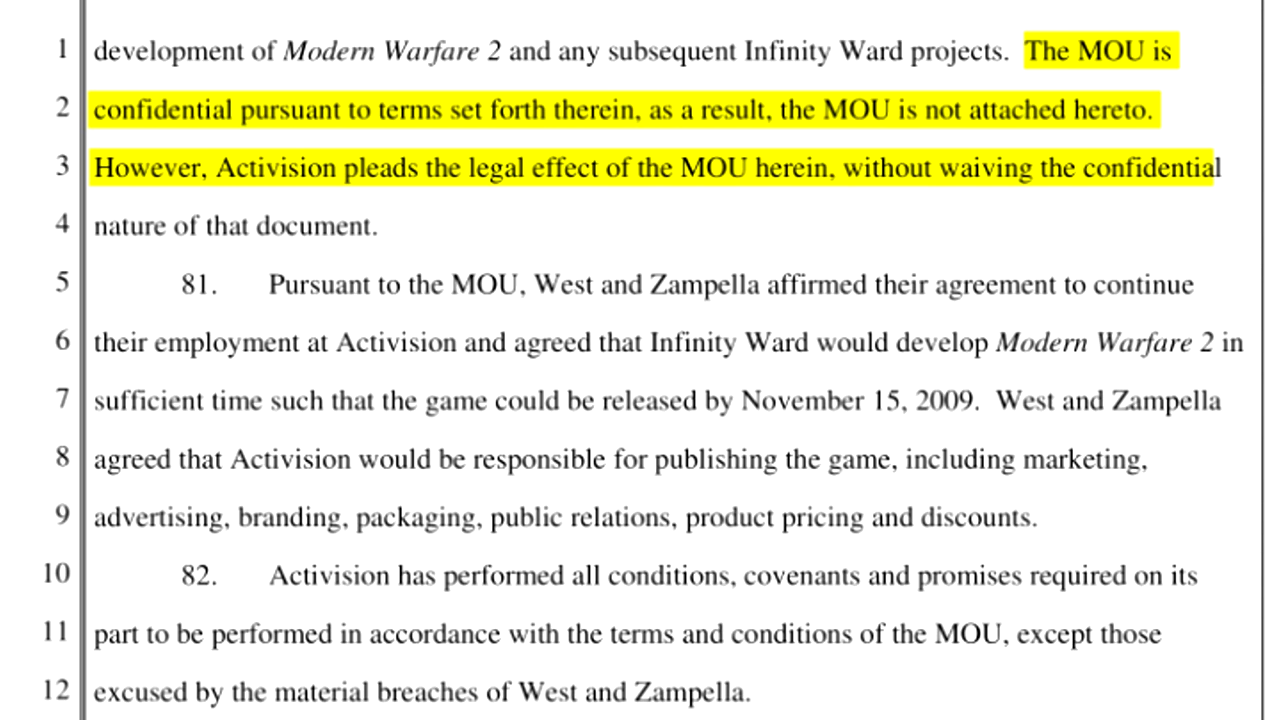 1 development of Modern Warfare 2 and any subsequent Infinity Ward projects. The MOU is
2 confidential pursuant to terms set forth therein, as a result, the MOU is not attached hereto.
3 However, Activision pleads the legal effect of the MOU herein, without waiving the confidential
4 nature of that document.
5 81. Pursuant to the MOU, West and Zampella affirmed their agreement to continue
6 their employment at Activision and agreed that Infinity Ward would develop Modern Warfare 2 in
7 sufficient time such that the game could be released by November 15, 2009. West and Zampella
8 agreed that Activision would be responsible for publishing the game, including marketing,
9 advertising, branding, packaging, public relations, product pricing and discounts.
10 82. Activision has performed all conditions, covenants and promises required on its
11 part to be performed in accordance with the terms and conditions of the MOU, except those
12 excused by the material breaches of West and Zampella.